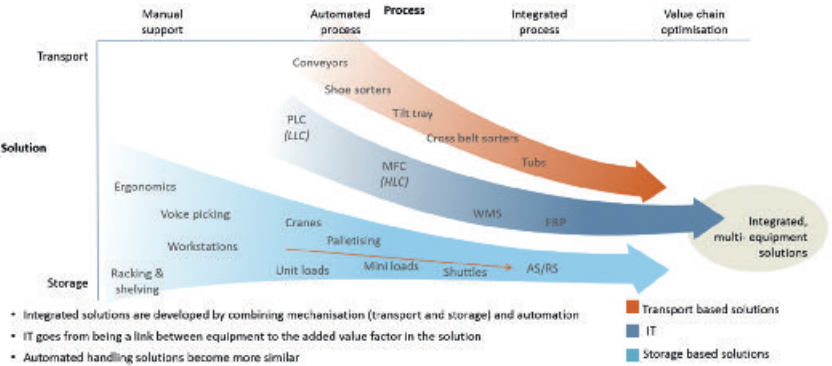 Process
Manual support
Automated process
Integrated process
Value chain optimisation
Transport
Conveyors
Shoe sorters
Tilt tray
Cross belt sorters
Tubs
PLC
(LLC)
MFC
(HLC)
WMS
ERP
Solution
Ergonomics
Voice picking
Workstations
Racking &
shelving
Cranes
Palletising
Unit loads
Mini loads
Shuttles
AS/RS
Storage
Integrated,
multi- equipment
solutions
• Integrated solutions are developed by combining mechanisation (transport and storage) and automation
• IT goes from being a link between equipment to the added value factor in the solution
• Automated handling solutions become more similar
Transport based solutions
IT
Storage based solutions